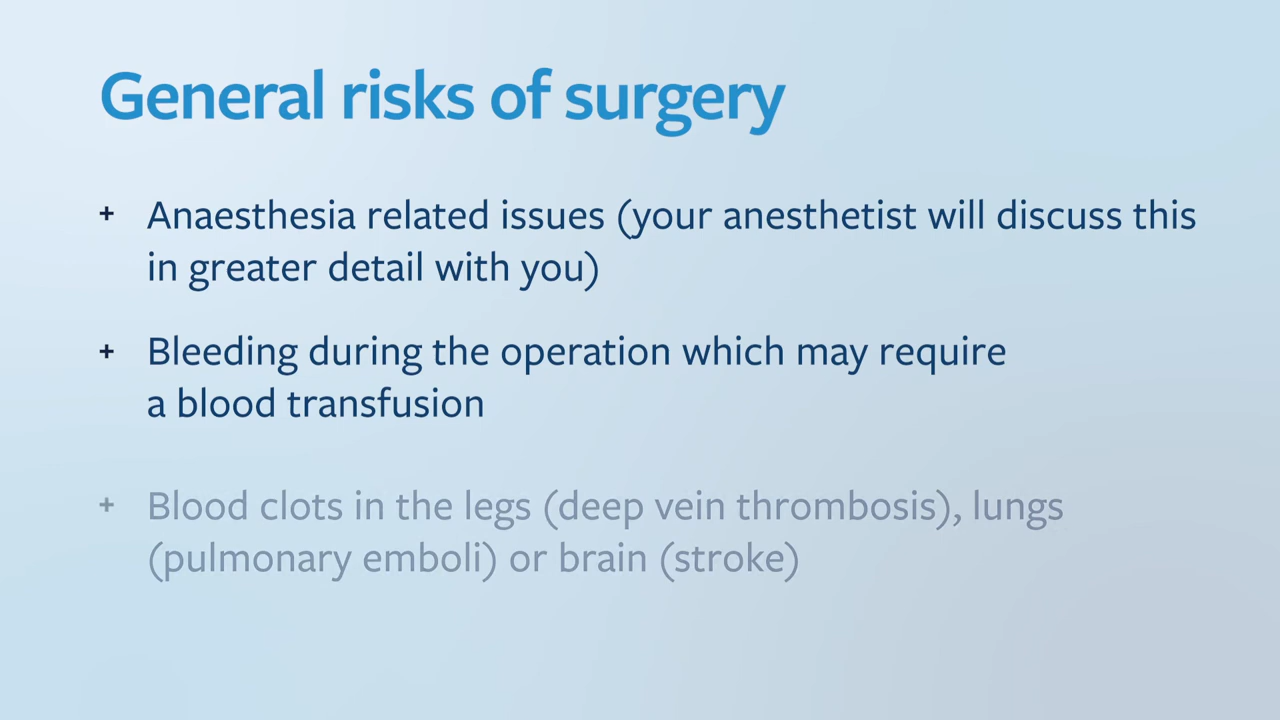 General risks of surgery
+ Anaesthesia related issues (your anesthetist will discuss this
in greater detail with you)
+ Bleeding during the operation which may require
a blood transfusion
+ Blood clots in the legs (deep vein thrombosis), lungs
(pulmonary emboli) or brain (stroke)